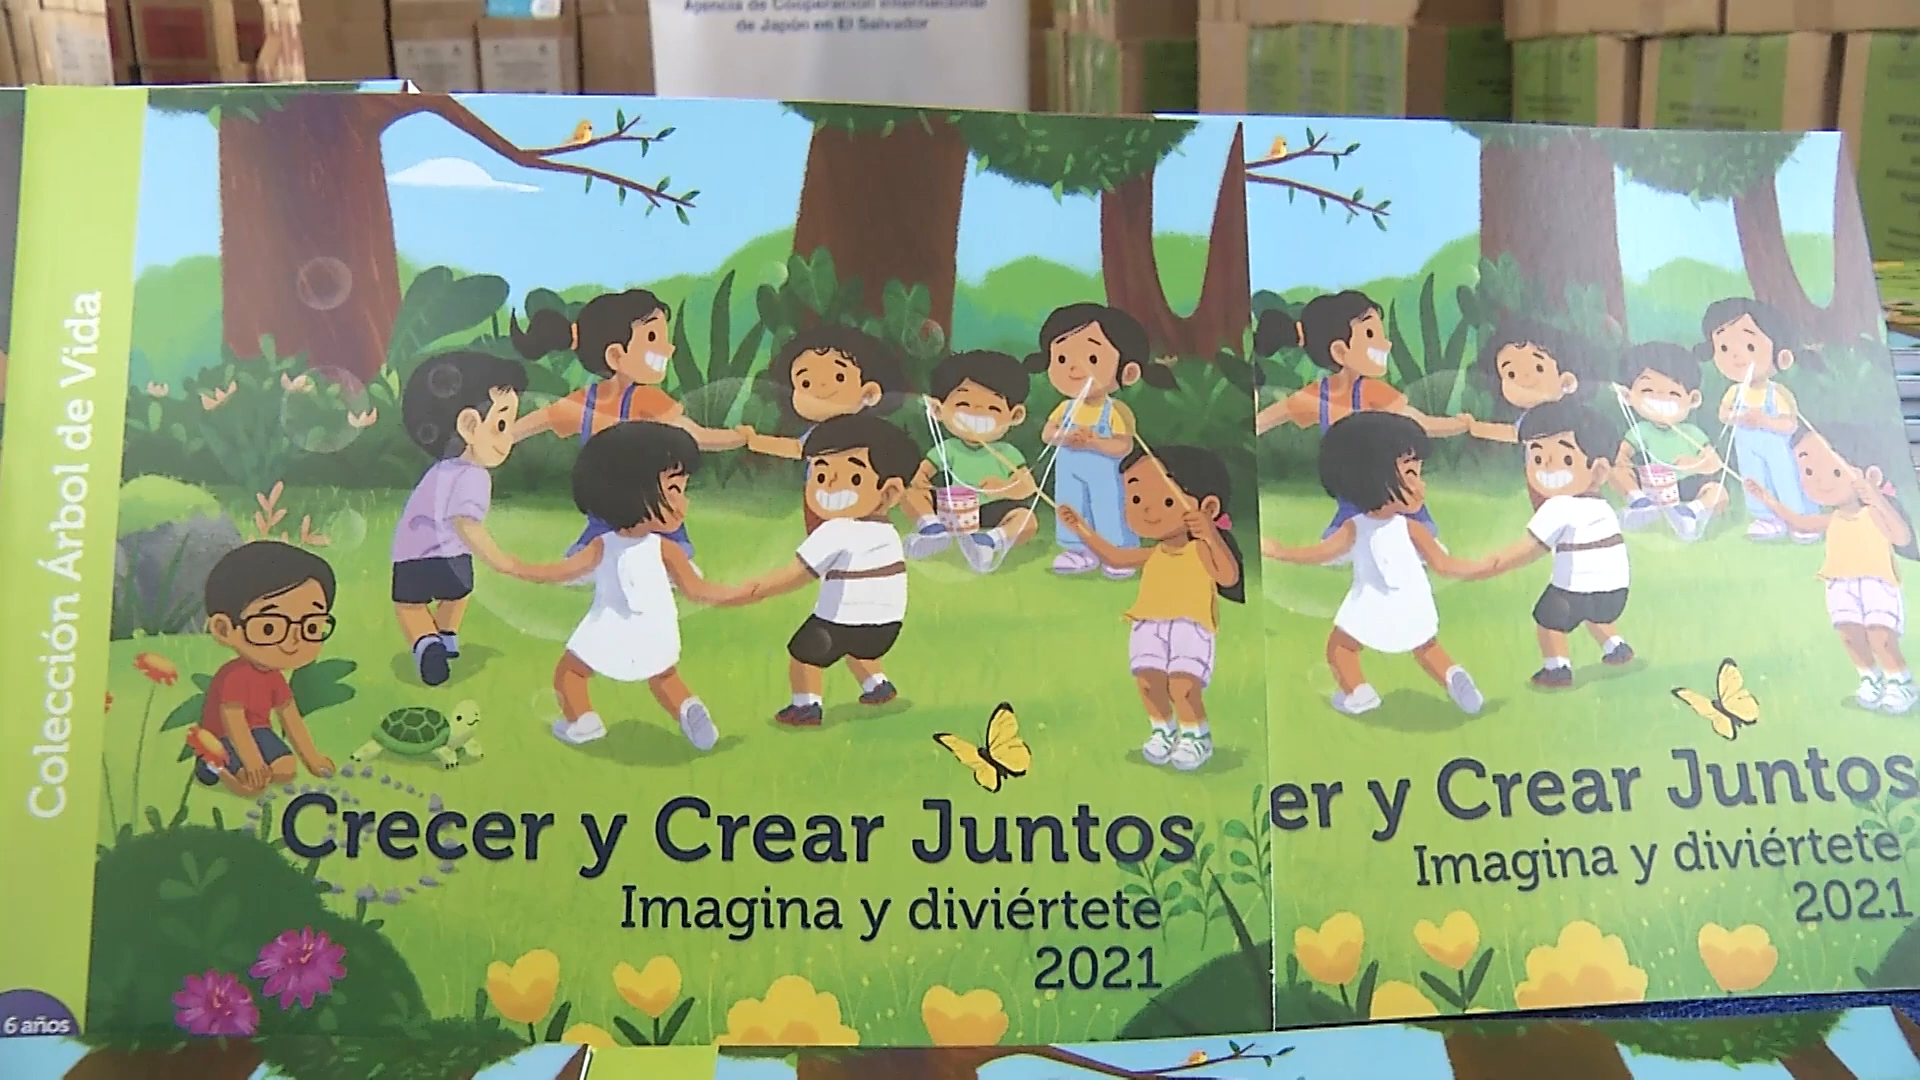 Agencia de Cooperación Internacional
de Japón en El Salvador
Colección Árbol de Vida
Crecer y Crear Juntos
Imagina y diviértete
2021
6 años
er y Crear Juntos
Imagina y diviértete
2021